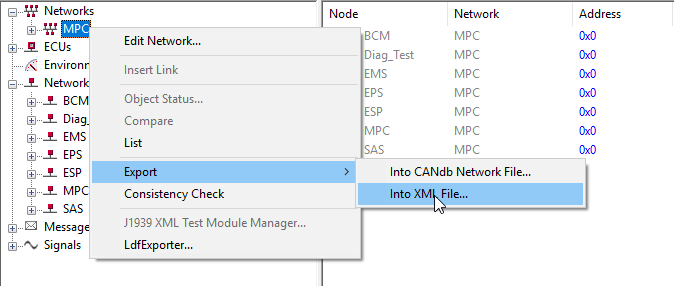 Networks
MPC
ECUs
Environ
Network
BCM
Diag_
EMS
EPS
ESP
MPC
SAS
Message
Signals
Edit Network...
Insert Link
Object Status...
Compare
List
Export
Consistency Check
J1939 XML Test Module Manager...
LdfExporter...
Into CANdb Network File...
Into XML File...
Node Network Address
BCM MPC 0x0
Diag_Test MPC 0x0
EMS MPC 0x0
EPS MPC 0x0
ESP MPC 0x0
MPC MPC 0x0
SAS MPC 0x0